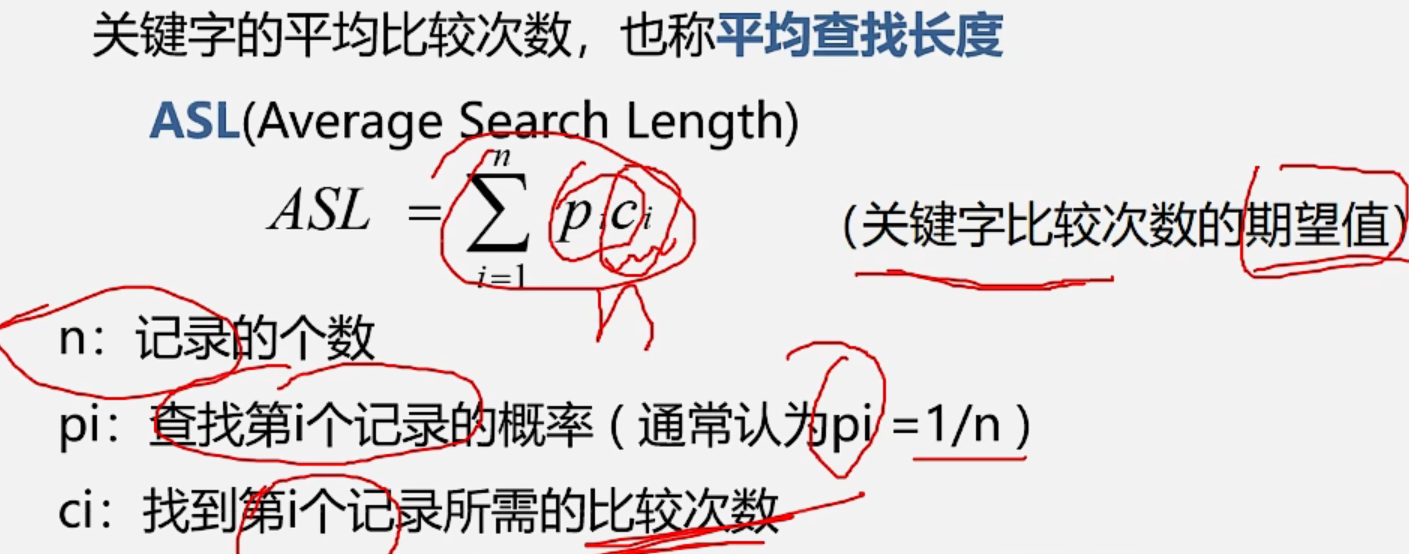 关键字的平均比较次数，也称平均查找长度
ASL(Average Search Length)
ASL = ∑_{i=1}^{n} p_i c_i （关键字比较次数的期望值）
n：记录的个数
pi：查找第i个记录的概率 ( 通常认为pi =1/n )
ci：找到第i个记录所需的比较次数